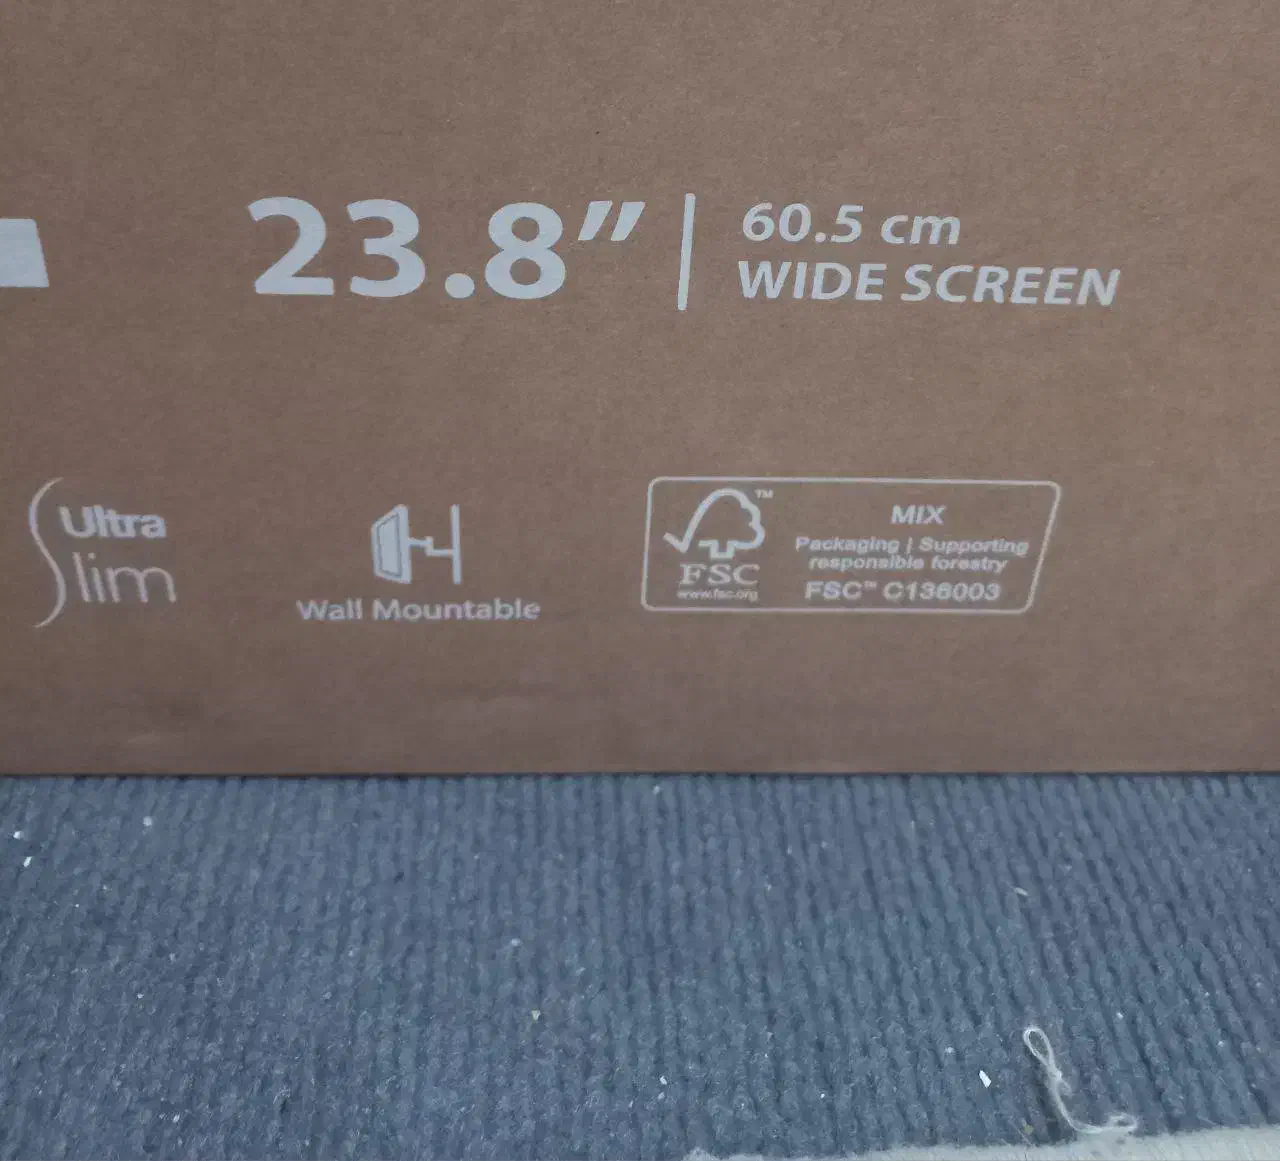 23.8” 60.5 cm
WIDE SCREEN
Ultra
Slim
Wall Mountable
™
FSC
www.fsc.org
MIX
Packaging | Supporting
responsible forestry
FSC™ C136003